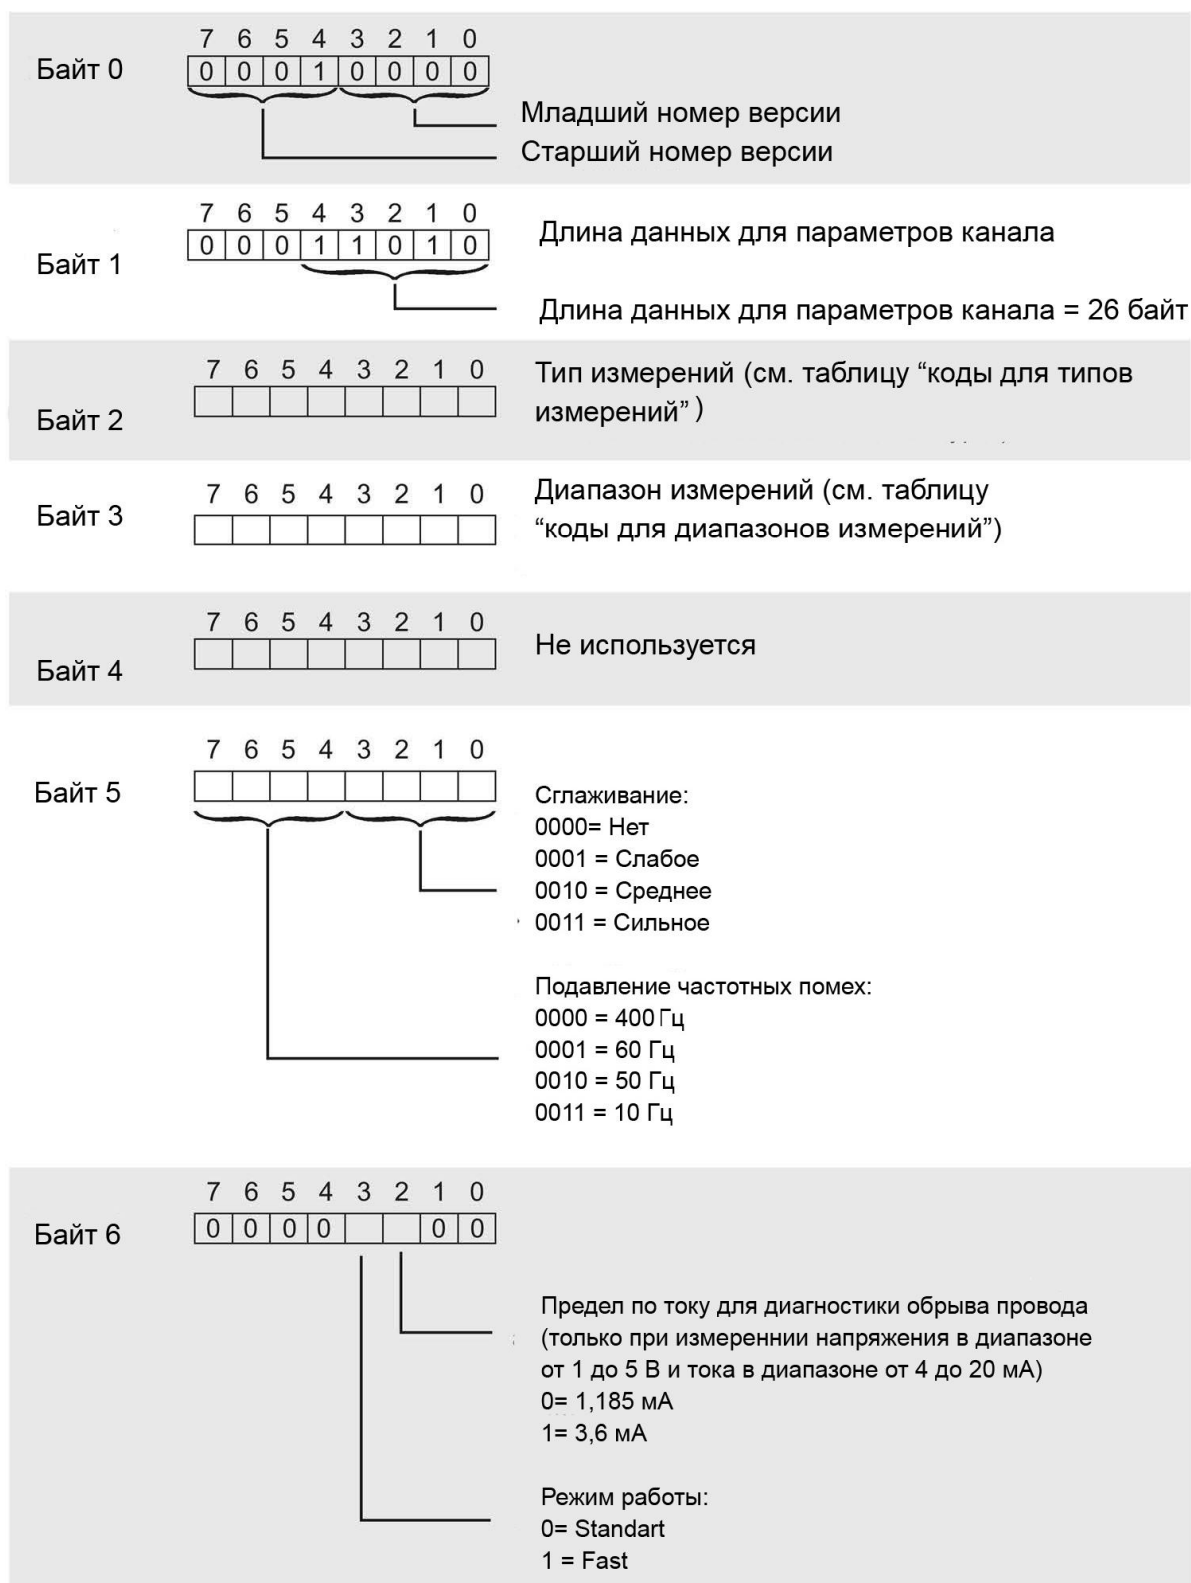 7 6 5 4 3 2 1 0
Байт 0
0 0 0 1 0 0 0 0
Младший номер версии
Старший номер версии
7 6 5 4 3 2 1 0
0 0 0 1 1 0 1 0
Длина данных для параметров канала
Байт 1
Длина данных для параметров канала = 26 байт
7 6 5 4 3 2 1 0
Тип измерений (см. таблицу “коды для типов
измерений”)
Байт 2
7 6 5 4 3 2 1 0
Диапазон измерений (см. таблицу
“коды для диапазонов измерений”)
Байт 3
7 6 5 4 3 2 1 0
Не используется
Байт 4
7 6 5 4 3 2 1 0
Байт 5
Сглаживание:
0000= Нет
0001 = Слабое
0010 = Среднее
0011 = Сильное
Подавление частотных помех:
0000 = 400 Гц
0001 = 60 Гц
0010 = 50 Гц
0011 = 10 Гц
7 6 5 4 3 2 1 0
Байт 6
0 0 0 0 0 0
Предел по току для диагностики обрыва провода
(только при измереннии напряжения в диапазоне
от 1 до 5 В и тока в диапазоне от 4 до 20 мА)
0= 1,185 мА
1= 3,6 мА
Режим работы:
0= Standart
1 = Fast